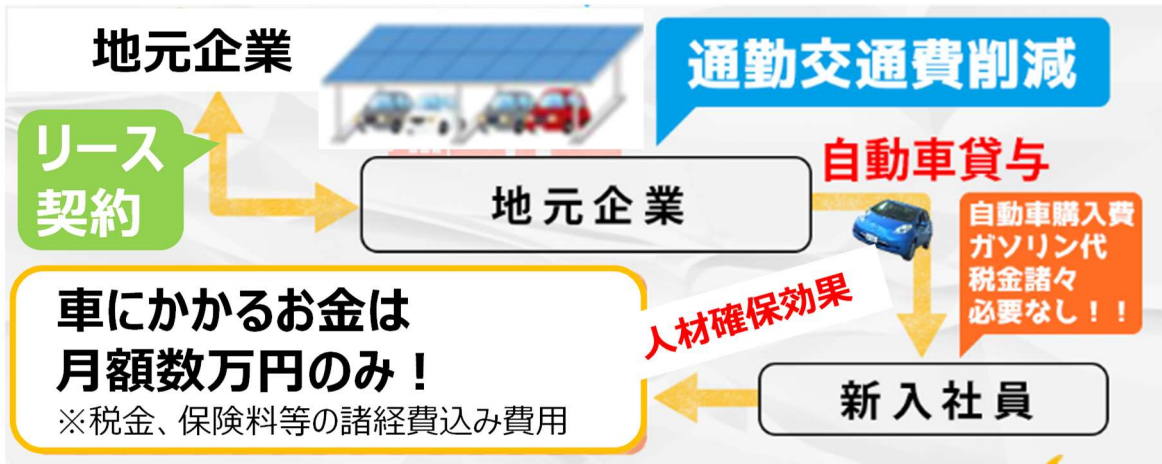 地元企業
通勤交通費削減
リース
契約
自動車貸与
地元企業
自動車購入費
ガソリン代
税金諸々
必要なし！！
人材確保効果
車にかかるお金は
月額数万円のみ！
※税金、保険料等の諸経費込み費用
新入社員